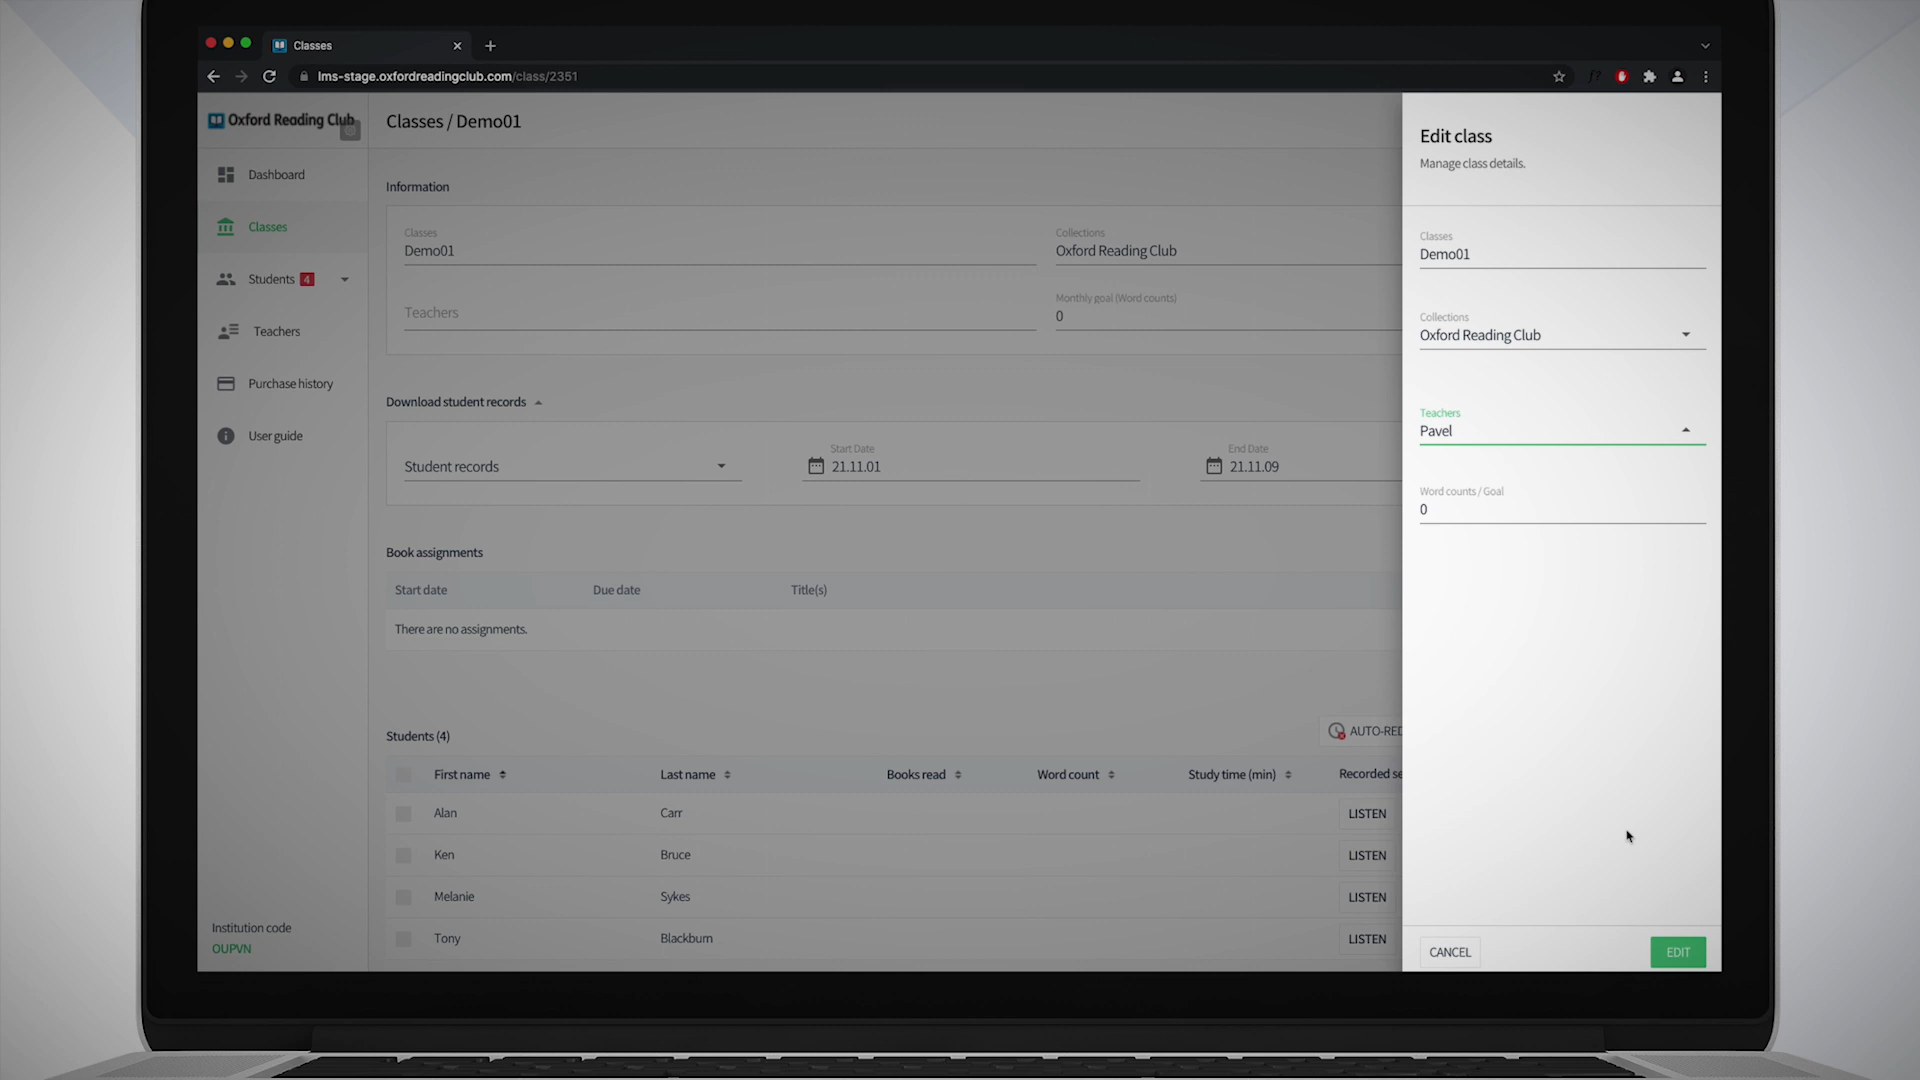 Classes
lms-stage.oxfordreadingclub.com/class/2351
f?
Oxford Reading Club
Classes / Demo01
Dashboard
Classes
Students 4
Teachers
Purchase history
User guide
Institution code
OUPVN
Information
Classes
Demo01
Collections
Oxford Reading Club
Teachers
Monthly goal (Word counts)
0
Download student records
Student records
Start Date
21.11.01
End Date
21.11.09
Book assignments
Start date Due date Title(s)
There are no assignments.
Students (4)
AUTO-RED
First name Last name Books read Word count Study time (min) Recorded se
Alan Carr LISTEN
Ken Bruce LISTEN
Melanie Sykes LISTEN
Tony Blackburn LISTEN
Edit class
Manage class details.
Classes
Demo01
Collections
Oxford Reading Club
Teachers
Pavel
Word counts / Goal
0
CANCEL
EDIT